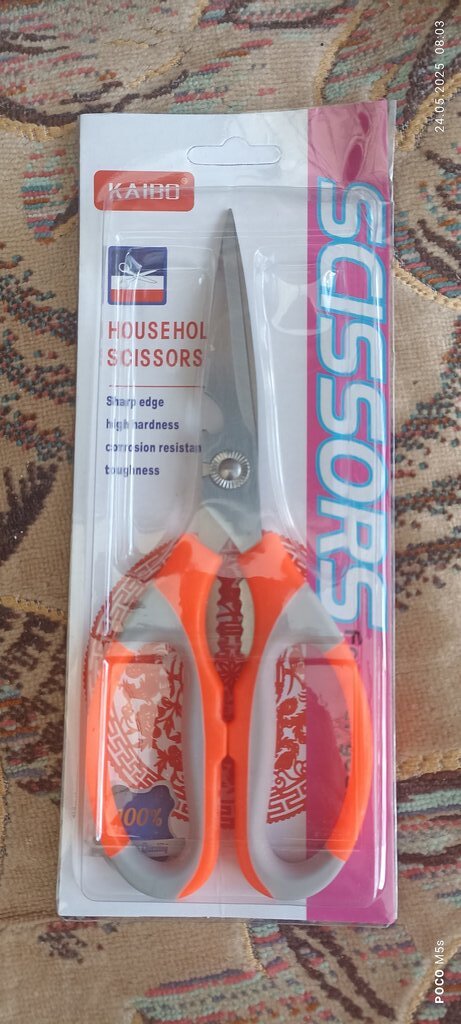 24.05.2025 08:03
KAIBO®
SCISSORS
HOUSEHOL
SCISSORS
Sharp edge
high hardness
corrosion resistan
toughness
100%
POCO M5s